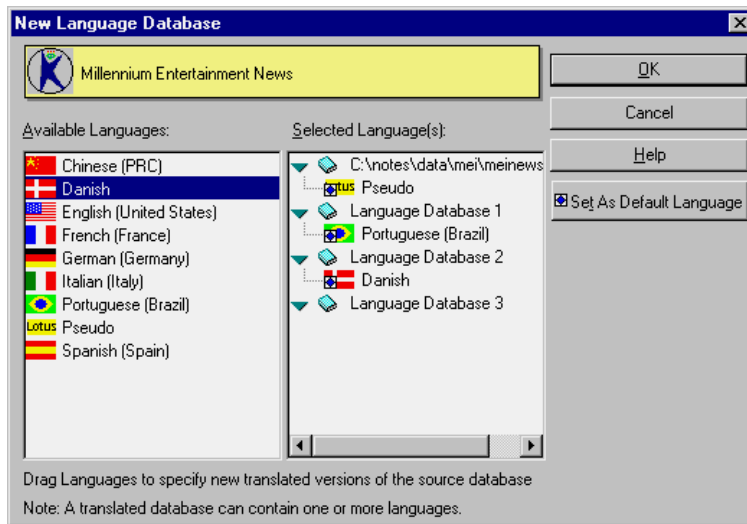 New Language Database
Millennium Entertainment News
OK
Cancel
Help
Set As Default Language
Available Languages:
Chinese (PRC)
Danish
English (United States)
French (France)
German (Germany)
Italian (Italy)
Portuguese (Brazil)
Lotus Pseudo
Spanish (Spain)
Selected Language(s):
C:\notes\data\mei\meinews
tus Pseudo
Language Database 1
Portuguese (Brazil)
Language Database 2
Danish
Language Database 3
Drag Languages to specify new translated versions of the source database
Note: A translated database can contain one or more languages.